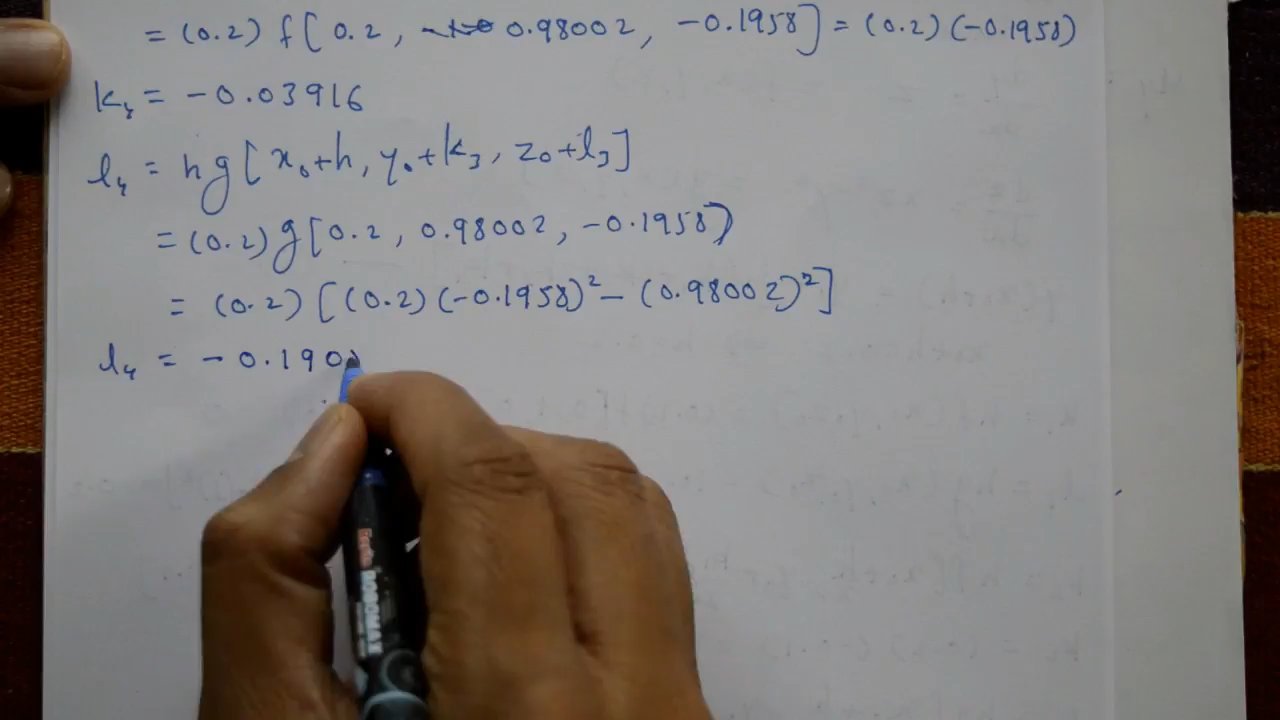 = (0.2) f[0.2, 0.98002, -0.1958] = (0.2)(-0.1958)
k₄ = -0.03916
l₄ = hg[x₀+h, y₀+k₃, z₀+l₃]
= (0.2)g[0.2, 0.98002, -0.1958)
= (0.2)[(0.2)(-0.1958)² - (0.98002)²]
l₄ = -0.190
ROBOMAX